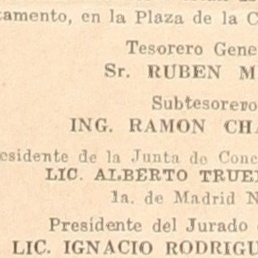 tamento, en la Plaza de la C
Tesorero Gene
Sr. RUBEN M
Subtesorero
ING. RAMON CHA
esidente de la Junta de Conc
LIC. ALBERTO TRUE
1a. de Madrid N
Presidente del Jurado
LIC. IGNACIO RODRIGU